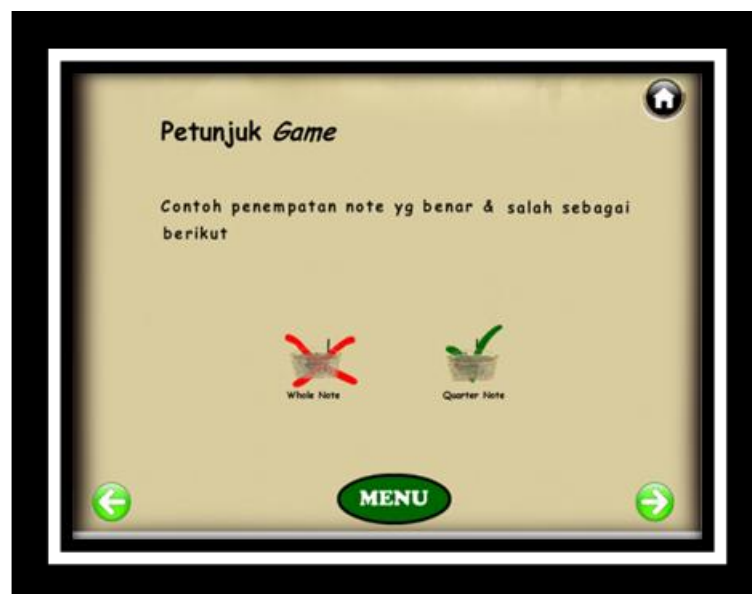 Petunjuk Game
Contoh penempatan note yg benar & salah sebagai
berikut
Whole Note
Quarter Note
MENU